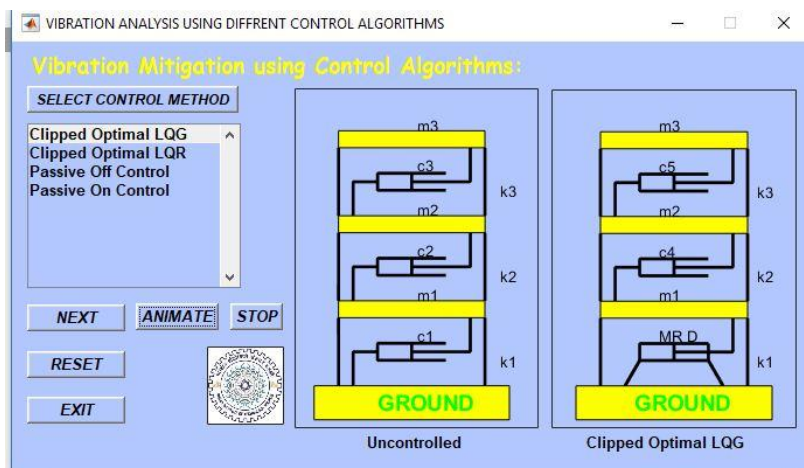 VIBRATION ANALYSIS USING DIFFRENT CONTROL ALGORITHMS
Vibration Mitigation using Control Algorithms:
SELECT CONTROL METHOD
Clipped Optimal LQG
Clipped Optimal LQR
Passive Off Control
Passive On Control
NEXT
ANIMATE
STOP
RESET
EXIT
m3
c3
k3
m2
c2
k2
m1
c1
k1
GROUND
Uncontrolled
m3
c5
k3
m2
c4
k2
m1
MR D
k1
GROUND
Clipped Optimal LQG